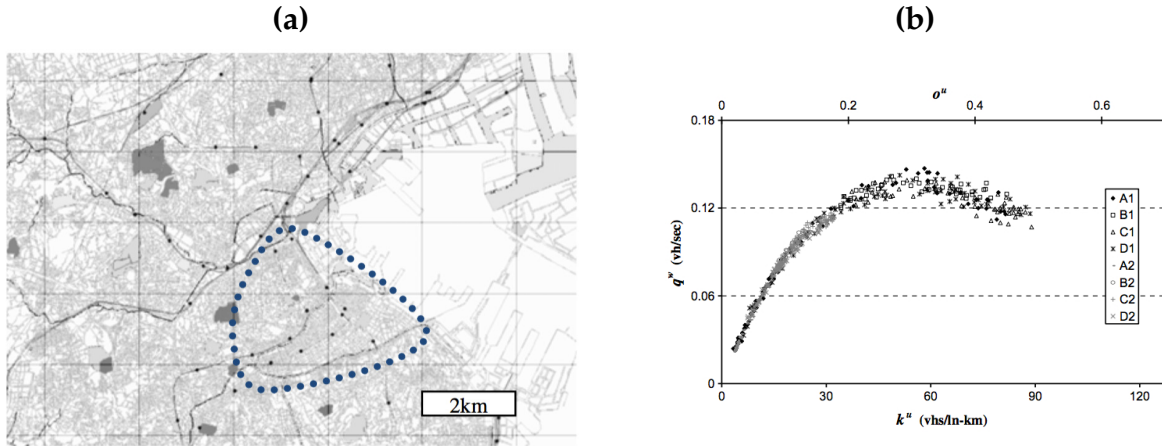 (a)
(b)
2km
o^u
0
0.2
0.4
0.6
0.18
0.12
0.06
0
q^w (vh/sec)
0
30
60
90
120
k^u (vhs/ln-km)
A1
B1
C1
D1
A2
B2
C2
D2